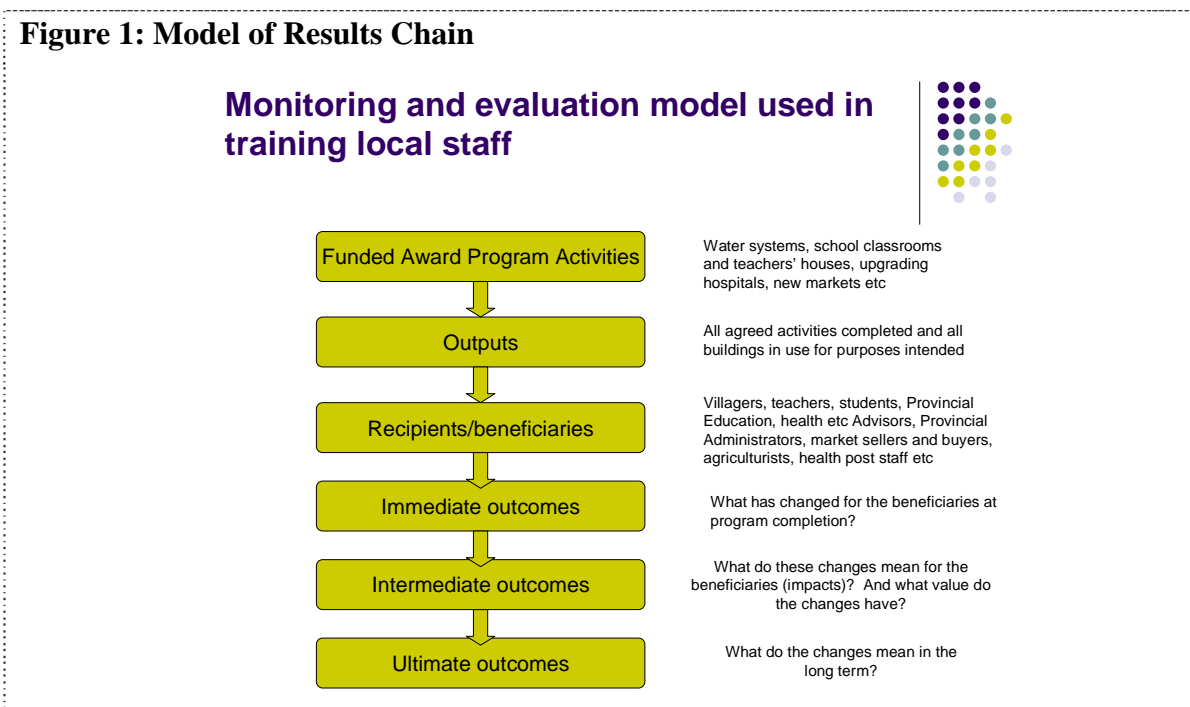 Figure 1: Model of Results Chain
Monitoring and evaluation model used in
training local staff
Funded Award Program Activities
Water systems, school classrooms
and teachers' houses, upgrading
hospitals, new markets etc
Outputs
All agreed activities completed and all
buildings in use for purposes intended
Recipients/beneficiaries
Villagers, teachers, students, Provincial
Education, health etc Advisors, Provincial
Administrators, market sellers and buyers,
agriculturists, health post staff etc
Immediate outcomes
What has changed for the beneficiaries at
program completion?
Intermediate outcomes
What do these changes mean for the
beneficiaries (impacts)? And what value do
the changes have?
Ultimate outcomes
What do the changes mean in the
long term?